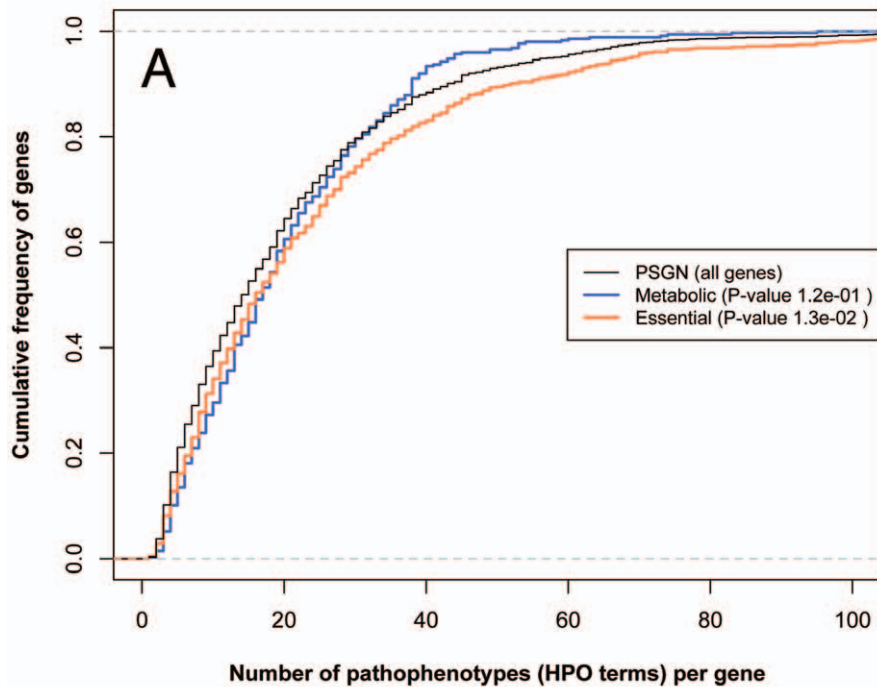 A
Cumulative frequency of genes
1.0
0.8
0.6
0.4
0.2
0.0
PSGN (all genes)
Metabolic (P-value 1.2e-01 )
Essential (P-value 1.3e-02 )
0 20 40 60 80 100
Number of pathophenotypes (HPO terms) per gene